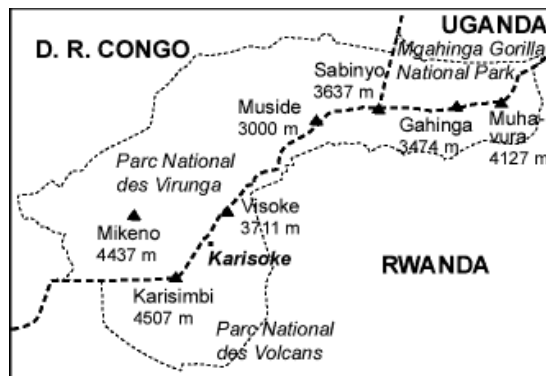 UGANDA
D. R. CONGO
Mgahinga Gorilla
National Park
Sabinyo
3637 m
Muside
3000 m
Gahinga
3474 m
Muha-
vura
4127 m
Parc National
des Virunga
Visoke
3711 m
Mikeno
4437 m
Karisoke
RWANDA
Karisimbi
4507 m
Parc National
des Volcans